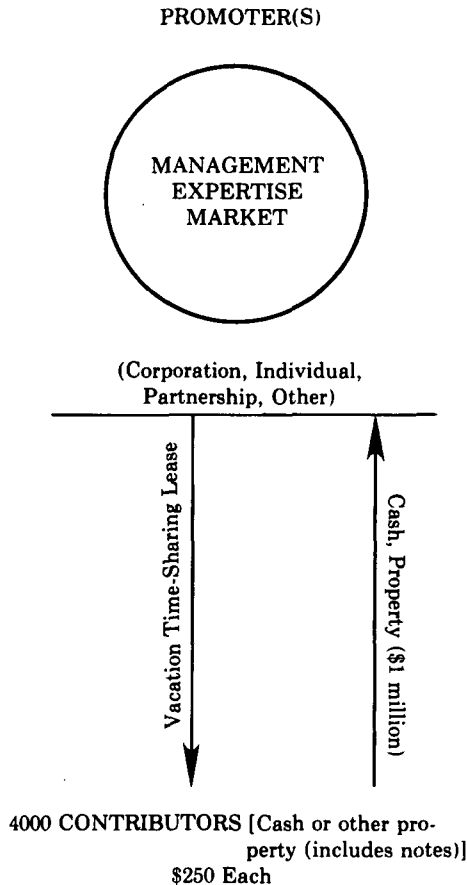 PROMOTER(S)
MANAGEMENT
EXPERTISE
MARKET
(Corporation, Individual,
Partnership, Other)
Vacation Time-Sharing Lease
Cash, Property ($1 million)
4000 CONTRIBUTORS [Cash or other pro-
perty (includes notes)]
$250 Each